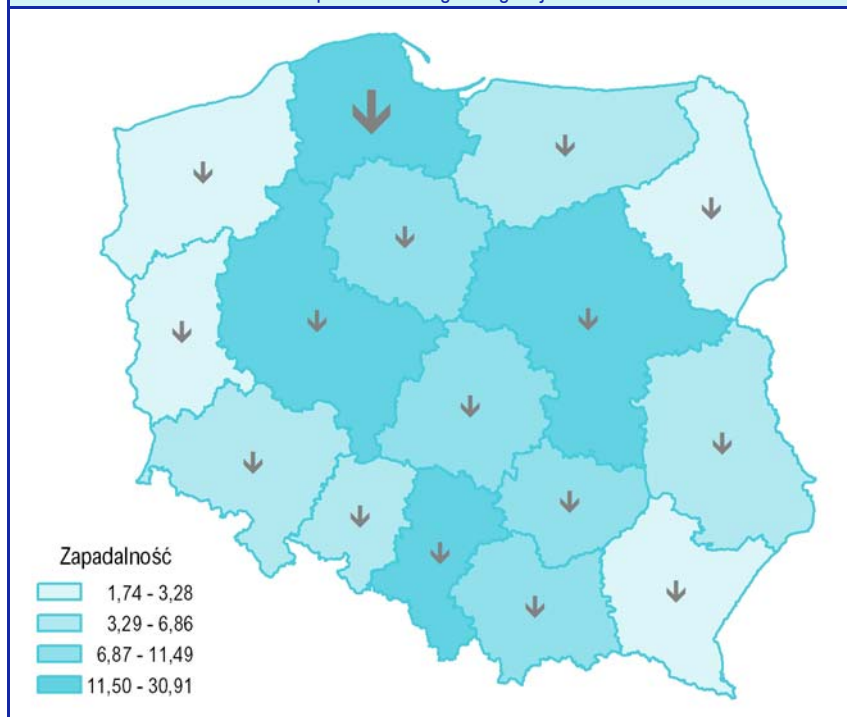 Zapadalność
1,74 - 3,28
3,29 - 6,86
6,87 - 11,49
11,50 - 30,91